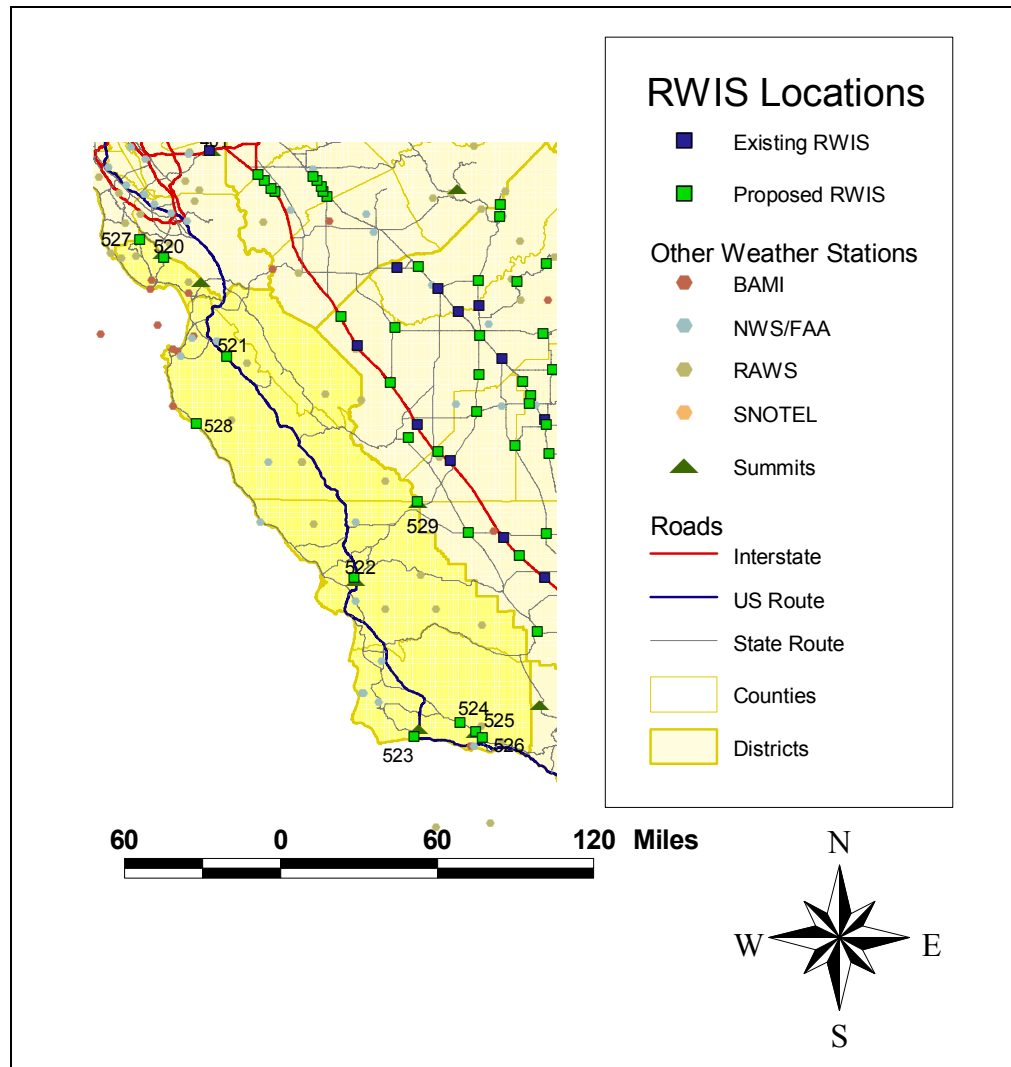 RWIS Locations
Existing RWIS
Proposed RWIS
Other Weather Stations
BAMI
NWS/FAA
RAWS
SNOTEL
Summits
Roads
Interstate
US Route
State Route
Counties
Districts
527
520
521
528
529
522
524
525
526
523
60 0 60 120 Miles
N
W E
S